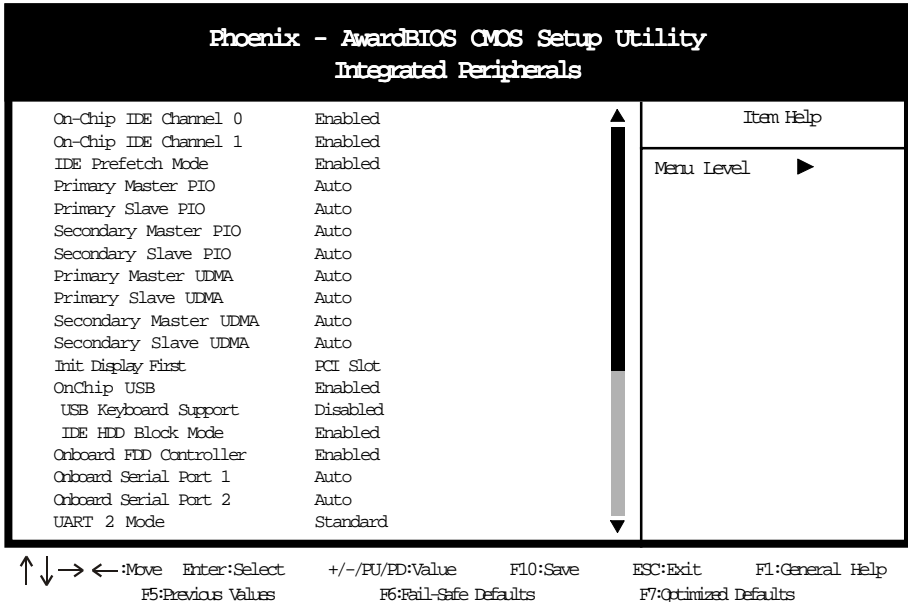 Phoenix - AwardBIOS CMOS Setup Utility
Integrated Peripherals
On-Chip IDE Channel 0 Enabled
On-Chip IDE Channel 1 Enabled
IDE Prefetch Mode Enabled
Primary Master PIO Auto
Primary Slave PIO Auto
Secondary Master PIO Auto
Secondary Slave PIO Auto
Primary Master UDMA Auto
Primary Slave UDMA Auto
Secondary Master UDMA Auto
Secondary Slave UDMA Auto
Init Display First PCI Slot
OnChip USB Enabled
USB Keyboard Support Disabled
IDE HDD Block Mode Enabled
Onboard FDD Controller Enabled
Onboard Serial Port 1 Auto
Onboard Serial Port 2 Auto
UART 2 Mode Standard
Item Help
Menu Level ▶
↑↓→←:Move Enter:Select +/-/PU/PD:Value F10:Save ESC:Exit F1:General Help
F5:Previous Values F6:Fail-Safe Defaults F7:Optimized Defaults